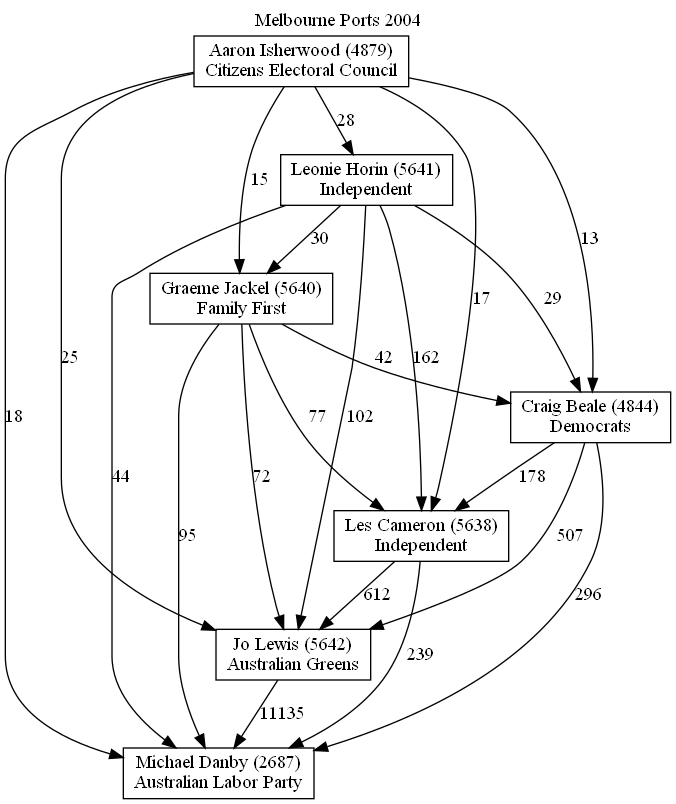 Melbourne Ports 2004
Aaron Isherwood (4879)
Citizens Electoral Council
28
Leonie Horin (5641)
Independent
15
13
30
Graeme Jackel (5640)
Family First
29
17
25
42
162
18
77
102
Craig Beale (4844)
Democrats
44
72
178
95
Les Cameron (5638)
Independent
507
612
296
Jo Lewis (5642)
Australian Greens
239
11135
Michael Danby (2687)
Australian Labor Party